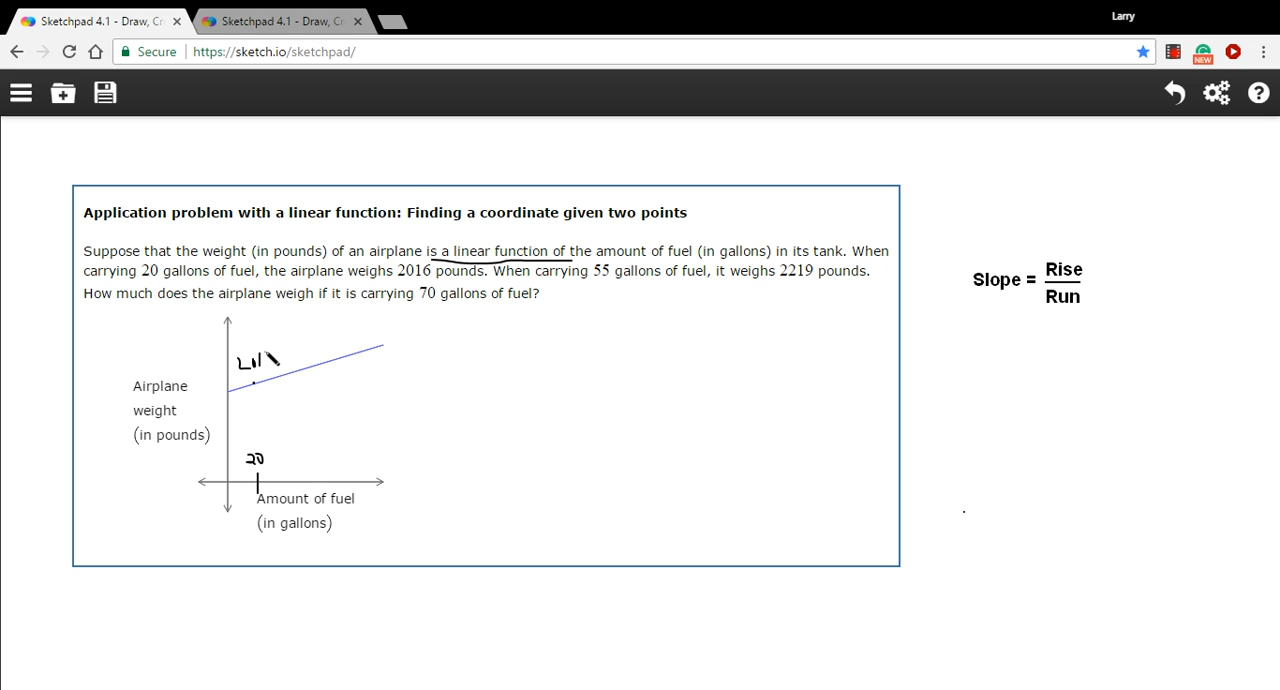 Larry
Sketchpad 4.1 - Draw, Cr
Sketchpad 4.1 - Draw, Cr
Secure
https://sketch.io/sketchpad/
NEW
Application problem with a linear function: Finding a coordinate given two points
Suppose that the weight (in pounds) of an airplane is a linear function of the amount of fuel (in gallons) in its tank. When
carrying 20 gallons of fuel, the airplane weighs 2016 pounds. When carrying 55 gallons of fuel, it weighs 2219 pounds.
How much does the airplane weigh if it is carrying 70 gallons of fuel?
Slope = Rise
Run
Airplane
weight
(in pounds)
20
Amount of fuel
(in gallons)